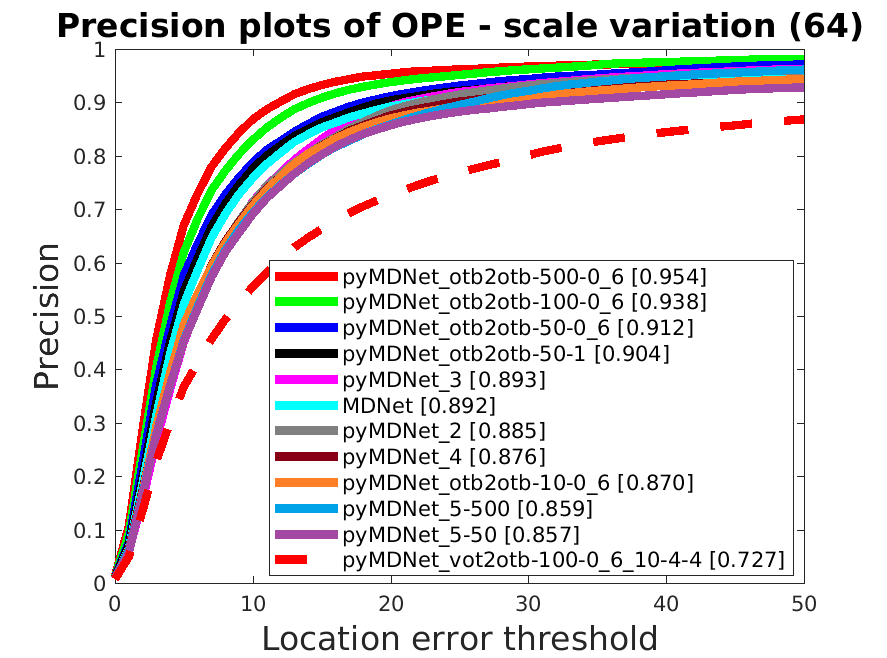 Precision plots of OPE - scale variation (64)
1
0.9
0.8
0.7
0.6
0.5
0.4
0.3
0.2
0.1
0
Precision
pyMDNet_otb2otb-500-0_6 [0.954]
pyMDNet_otb2otb-100-0_6 [0.938]
pyMDNet_otb2otb-50-0_6 [0.912]
pyMDNet_otb2otb-50-1 [0.904]
pyMDNet_3 [0.893]
MDNet [0.892]
pyMDNet_2 [0.885]
pyMDNet_4 [0.876]
pyMDNet_otb2otb-10-0_6 [0.870]
pyMDNet_5-500 [0.859]
pyMDNet_5-50 [0.857]
pyMDNet_vot2otb-100-0_6_10-4-4 [0.727]
0 10 20 30 40 50
Location error threshold